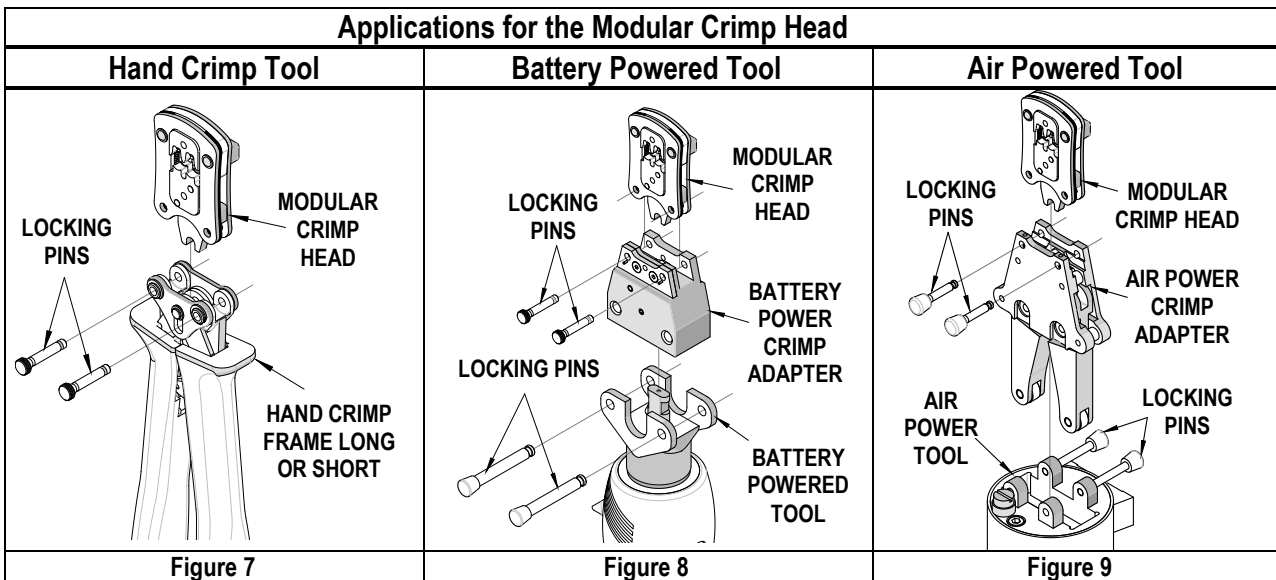 Applications for the Modular Crimp Head
Hand Crimp Tool
Battery Powered Tool
Air Powered Tool
LOCKING
PINS
MODULAR
CRIMP
HEAD
HAND CRIMP
FRAME LONG
OR SHORT
LOCKING
PINS
MODULAR
CRIMP
HEAD
BATTERY
POWER
CRIMP
ADAPTER
LOCKING PINS
BATTERY
POWERED
TOOL
LOCKING
PINS
MODULAR
CRIMP HEAD
AIR POWER
CRIMP
ADAPTER
AIR
POWER
TOOL
LOCKING
PINS
Figure 7
Figure 8
Figure 9